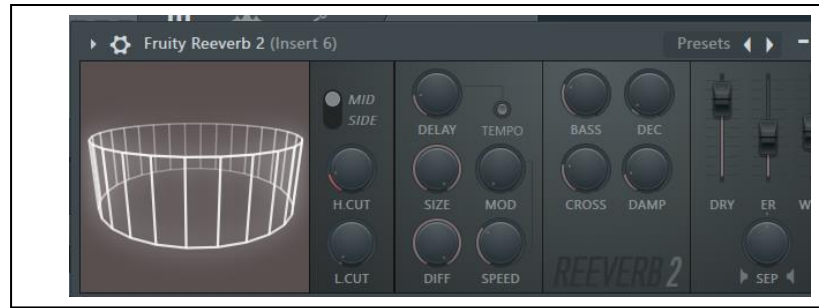 Fruity Reeverb 2 (Insert 6) Presets
MID
SIDE
H.CUT
L.CUT
DELAY TEMPO
SIZE MOD
DIFF SPEED
BASS DEC
CROSS DAMP
REEVERB 2
DRY ER
SEP